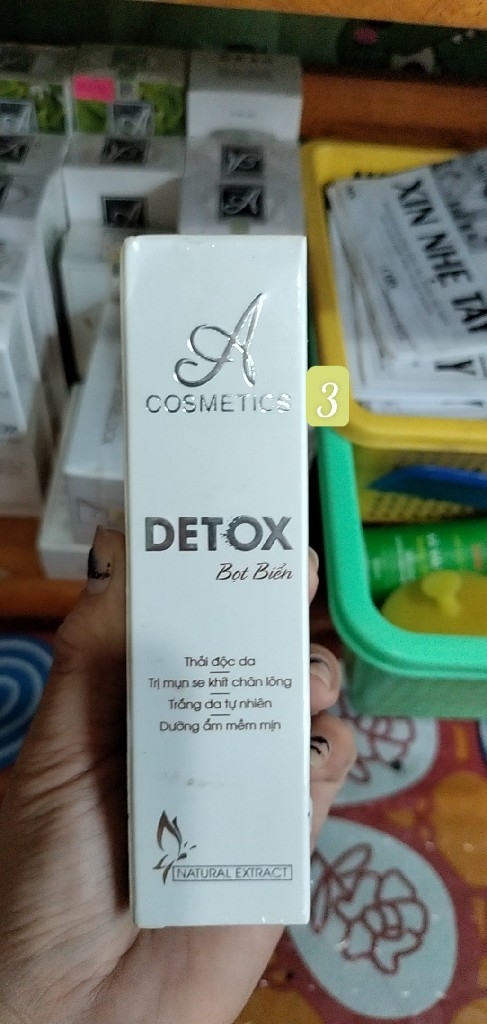 A
COSMETICS
3
DETOX
Bọt Biển
Thải độc da
Trị mụn se khít chân lông
Trắng da tự nhiên
Dưỡng ẩm mềm mịn
NATURAL EXTRACT
XIN NHẸ TAY